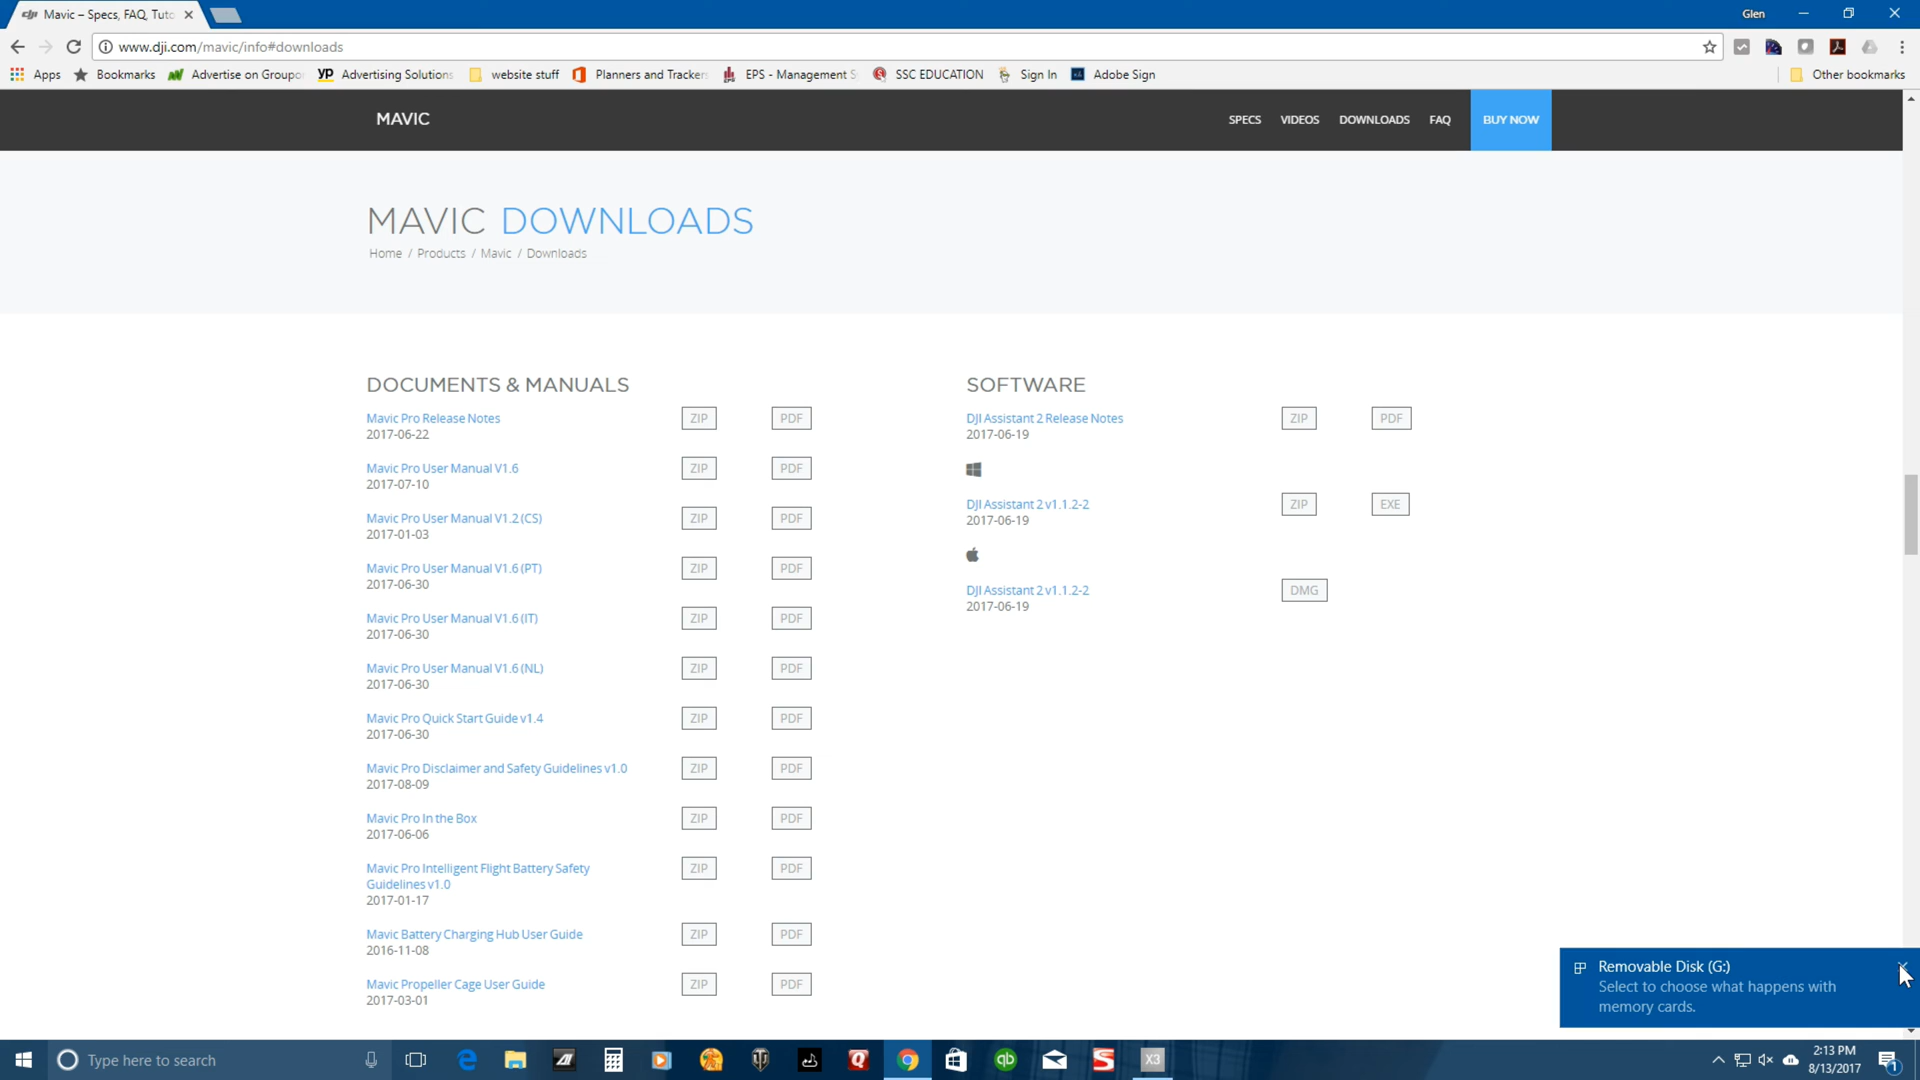 Mavic – Specs, FAQ, Tuto
Glen
www.dji.com/mavic/info#downloads
Apps
Bookmarks
Advertise on Groupo
YP Advertising Solutions
website stuff
Planners and Tracker
EPS - Management S
SSC EDUCATION
Sign In
Adobe Sign
Other bookmarks
MAVIC
SPECS
VIDEOS
DOWNLOADS
FAQ
BUY NOW
MAVIC DOWNLOADS
Home / Products / Mavic / Downloads
DOCUMENTS & MANUALS
Mavic Pro Release Notes ZIP PDF
2017-06-22
Mavic Pro User Manual V1.6 ZIP PDF
2017-07-10
Mavic Pro User Manual V1.2 (CS) ZIP PDF
2017-01-03
Mavic Pro User Manual V1.6 (PT) ZIP PDF
2017-06-30
Mavic Pro User Manual V1.6 (IT) ZIP PDF
2017-06-30
Mavic Pro User Manual V1.6 (NL) ZIP PDF
2017-06-30
Mavic Pro Quick Start Guide v1.4 ZIP PDF
2017-06-30
Mavic Pro Disclaimer and Safety Guidelines v1.0 ZIP PDF
2017-08-09
Mavic Pro In the Box ZIP PDF
2017-06-06
Mavic Pro Intelligent Flight Battery Safety ZIP PDF
Guidelines v1.0
2017-01-17
Mavic Battery Charging Hub User Guide ZIP PDF
2016-11-08
Mavic Propeller Cage User Guide ZIP PDF
2017-03-01
SOFTWARE
DJI Assistant 2 Release Notes ZIP PDF
2017-06-19
DJI Assistant 2 v1.1.2-2 ZIP EXE
2017-06-19
DJI Assistant 2 v1.1.2-2 DMG
2017-06-19
Removable Disk (G:)
Select to choose what happens with
memory cards.
Type here to search
X3
2:13 PM
8/13/2017
1